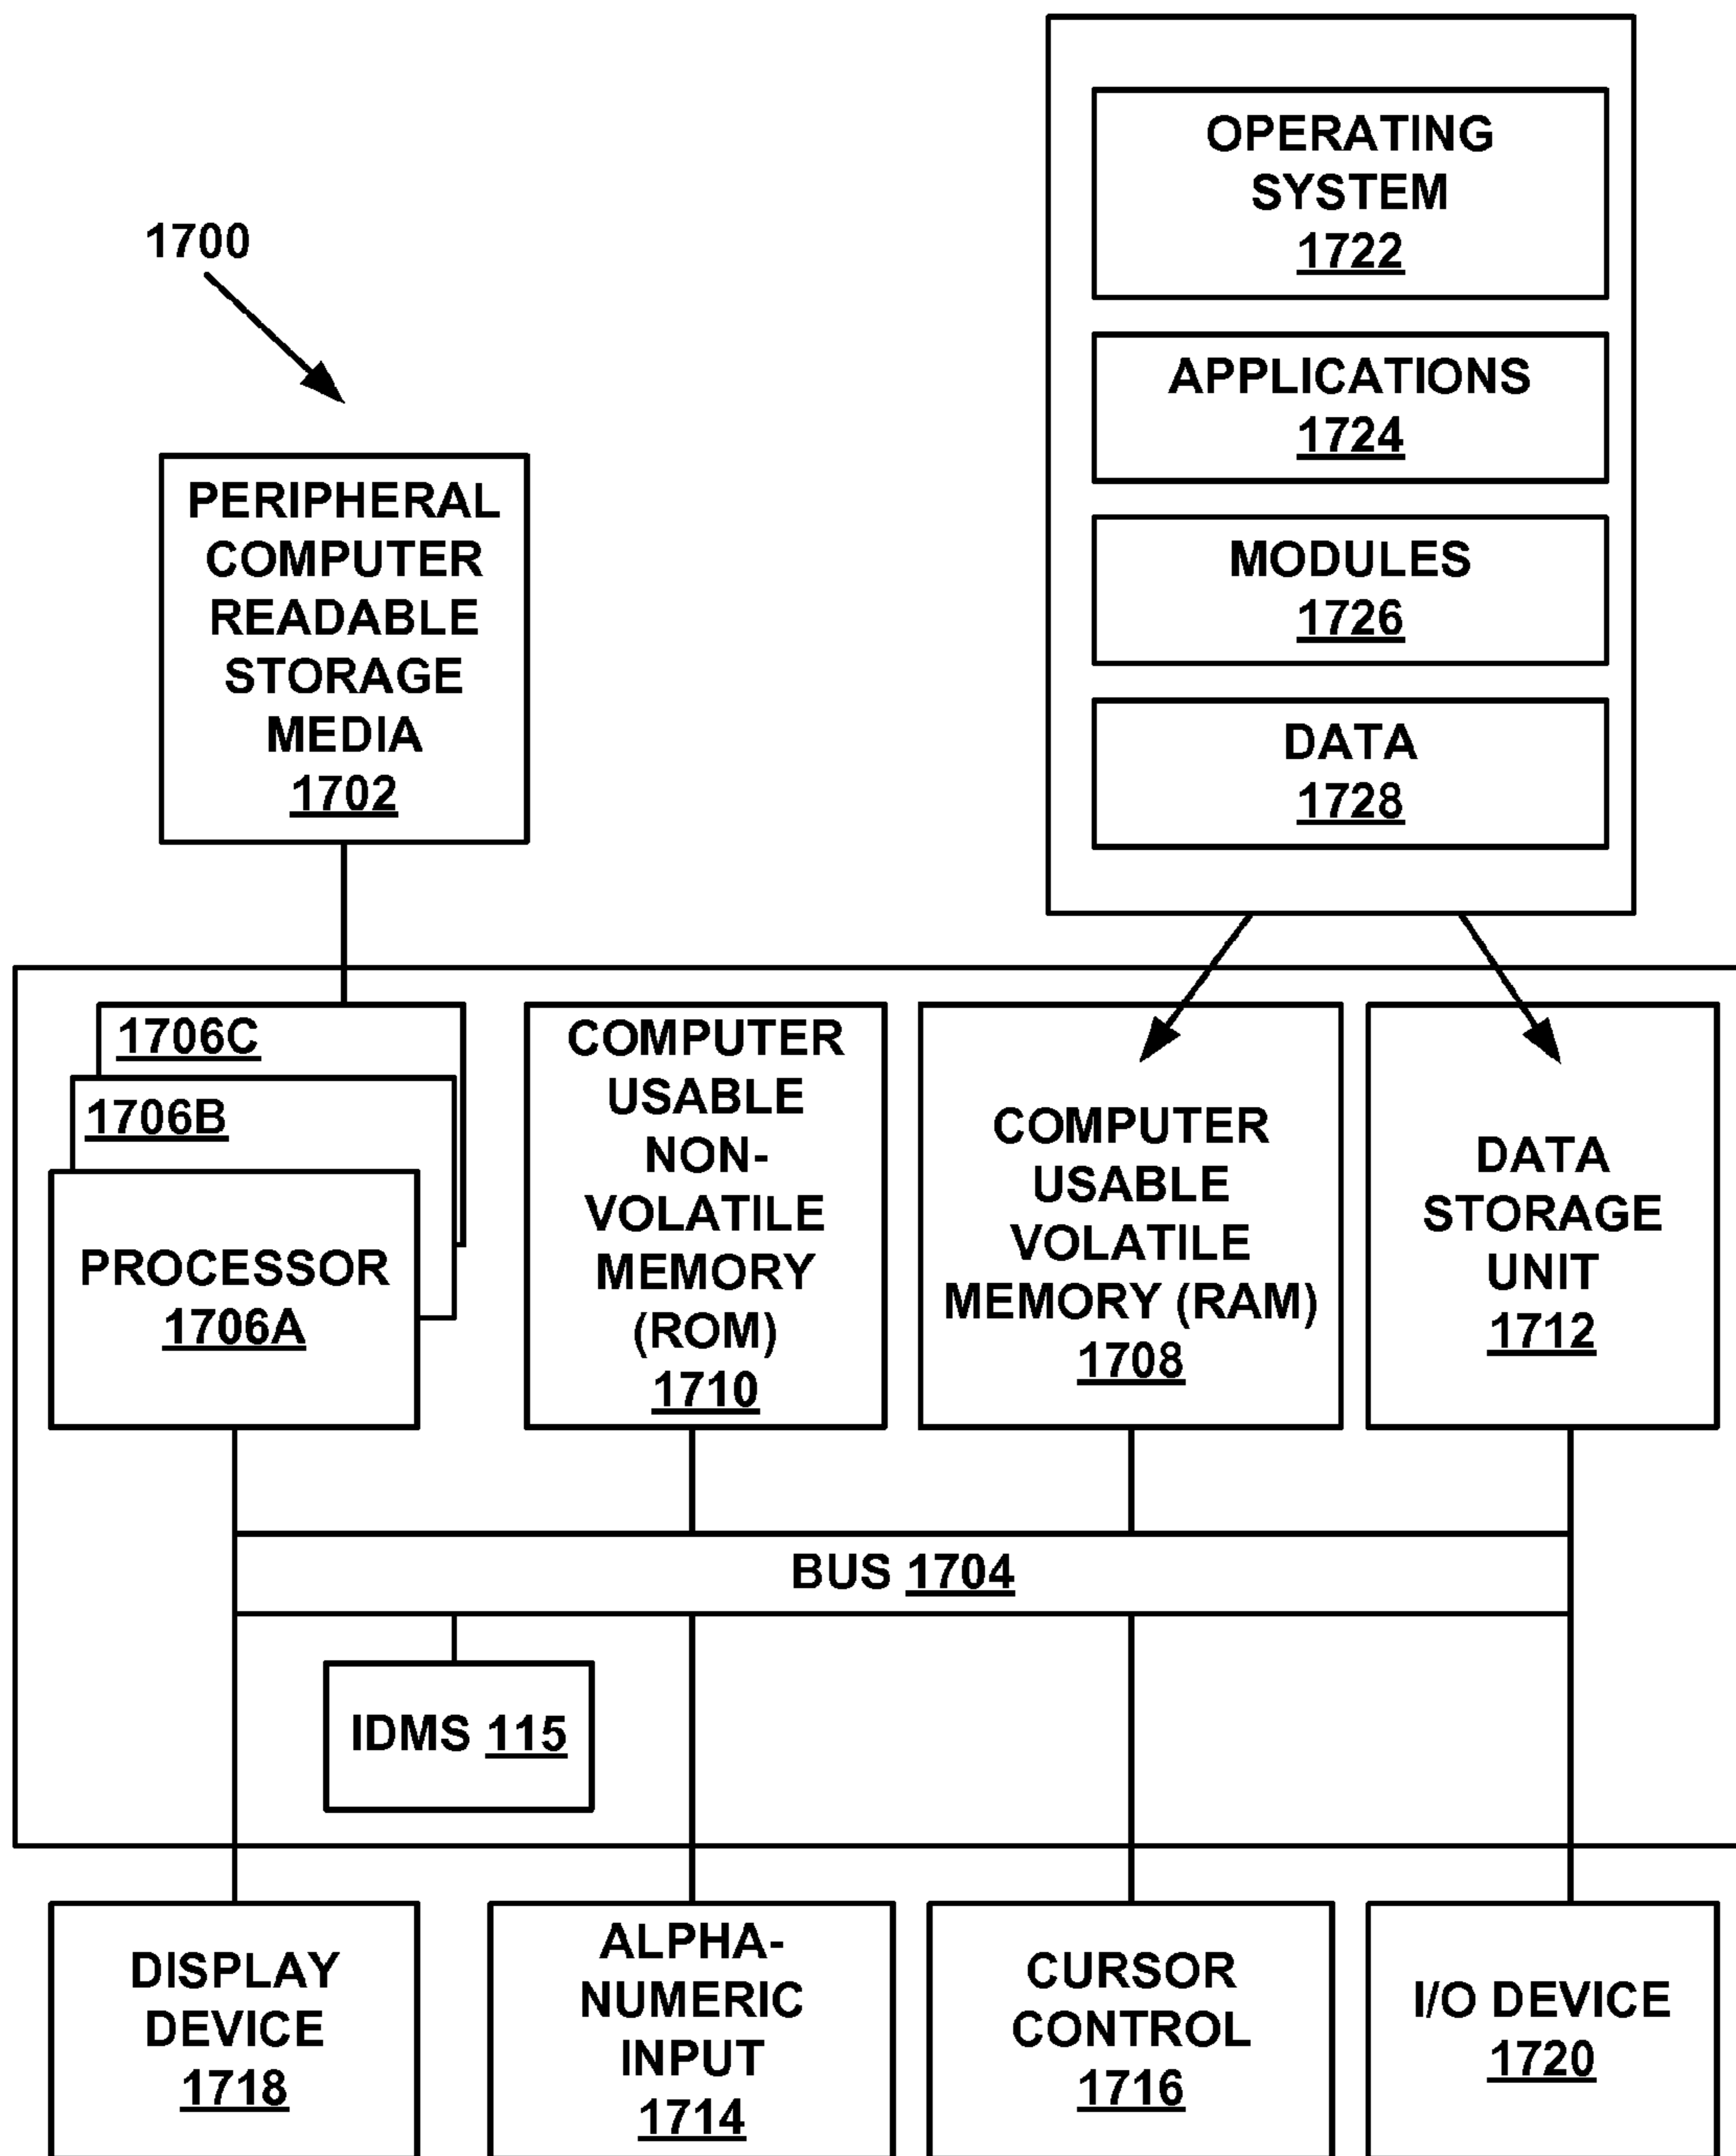 1700
OPERATING
SYSTEM
1722
APPLICATIONS
1724
MODULES
1726
DATA
1728
PERIPHERAL
COMPUTER
READABLE
STORAGE
MEDIA
1702
1706C
1706B
PROCESSOR
1706A
COMPUTER
USABLE
NON-
VOLATILE
MEMORY
(ROM)
1710
COMPUTER
USABLE
VOLATILE
MEMORY (RAM)
1708
DATA
STORAGE
UNIT
1712
BUS 1704
IDMS 115
DISPLAY
DEVICE
1718
ALPHA-
NUMERIC
INPUT
1714
CURSOR
CONTROL
1716
I/O DEVICE
1720